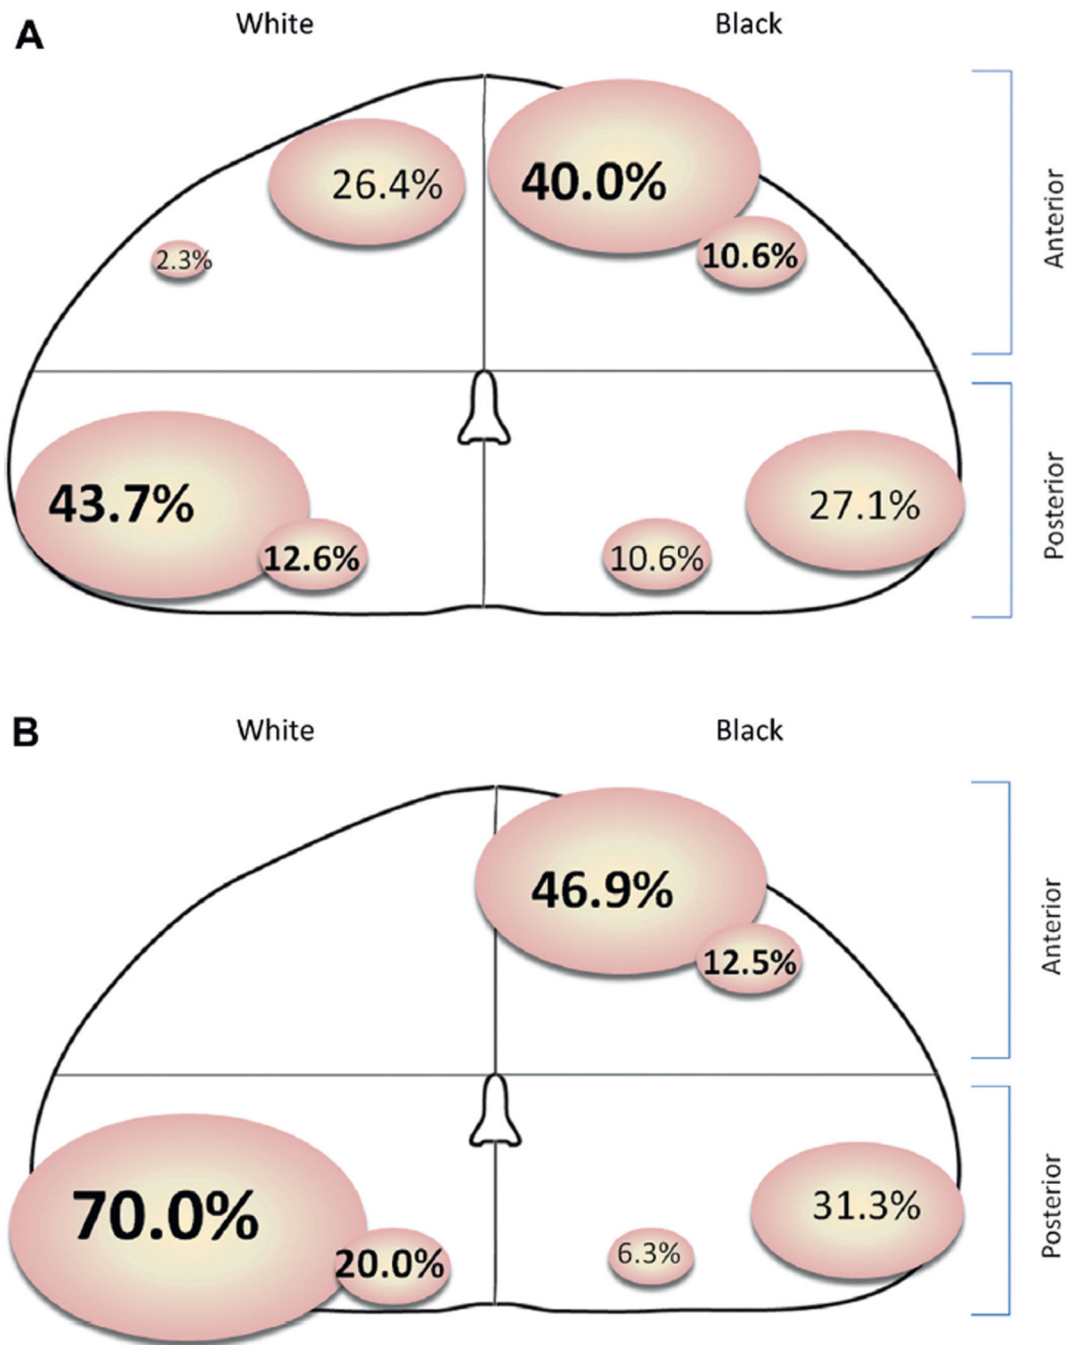 A
White Black
26.4% 40.0%
2.3% 10.6%
Anterior
43.7% 27.1%
12.6% 10.6%
Posterior
B
White Black
46.9%
12.5%
Anterior
70.0% 31.3%
20.0% 6.3%
Posterior